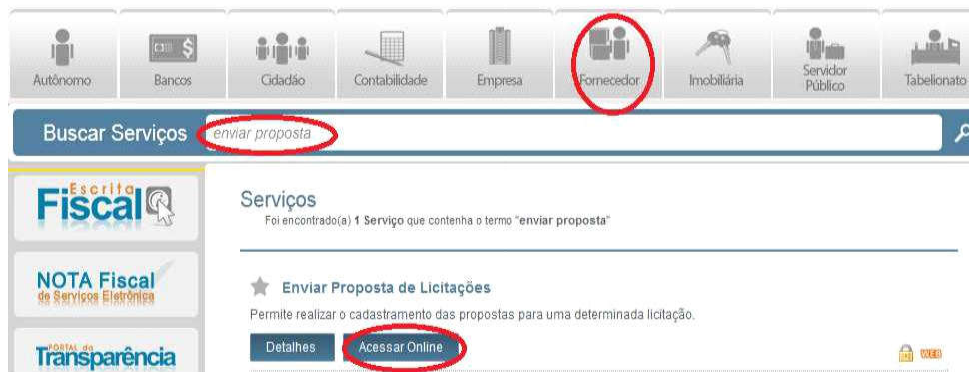 Autônomo
Bancos
Cidadão
Contabilidade
Empresa
Fornecedor
Imobiliária
Servidor
Público
Tabelionato
Buscar Serviços
enviar proposta
Escrita
Fiscal
NOTA Fiscal
de Serviços Eletrônica
PORTAL da
Transparência
Serviços
Foi encontrado(a) 1 Serviço que contenha o termo "enviar proposta"
Enviar Proposta de Licitações
Permite realizar o cadastramento das propostas para uma determinada licitação.
Detalhes
Acessar Online
WEB